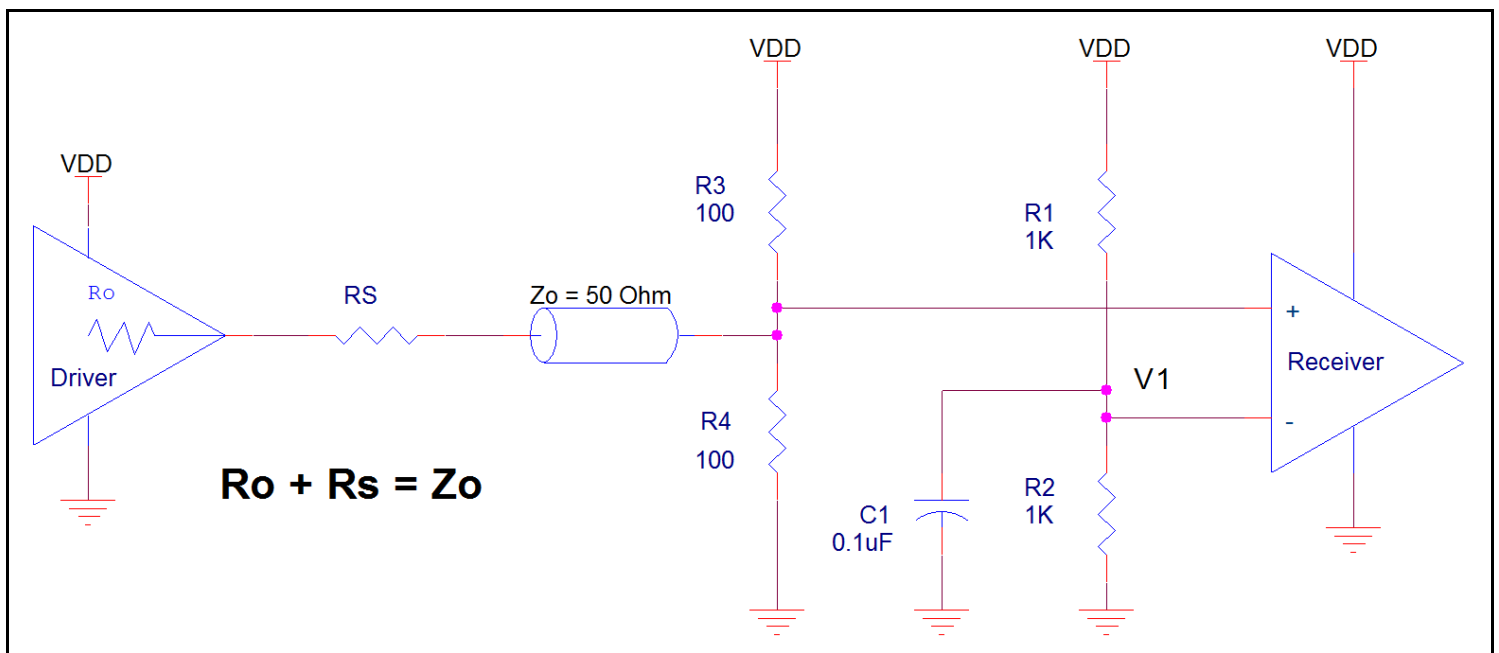 VDD
VDD
VDD
VDD
R3
100
R1
1K
Ro
RS
Zo = 50 Ohm
+
Driver
Receiver
V1
-
R4
100
Ro + Rs = Zo
R2
1K
C1
0.1uF